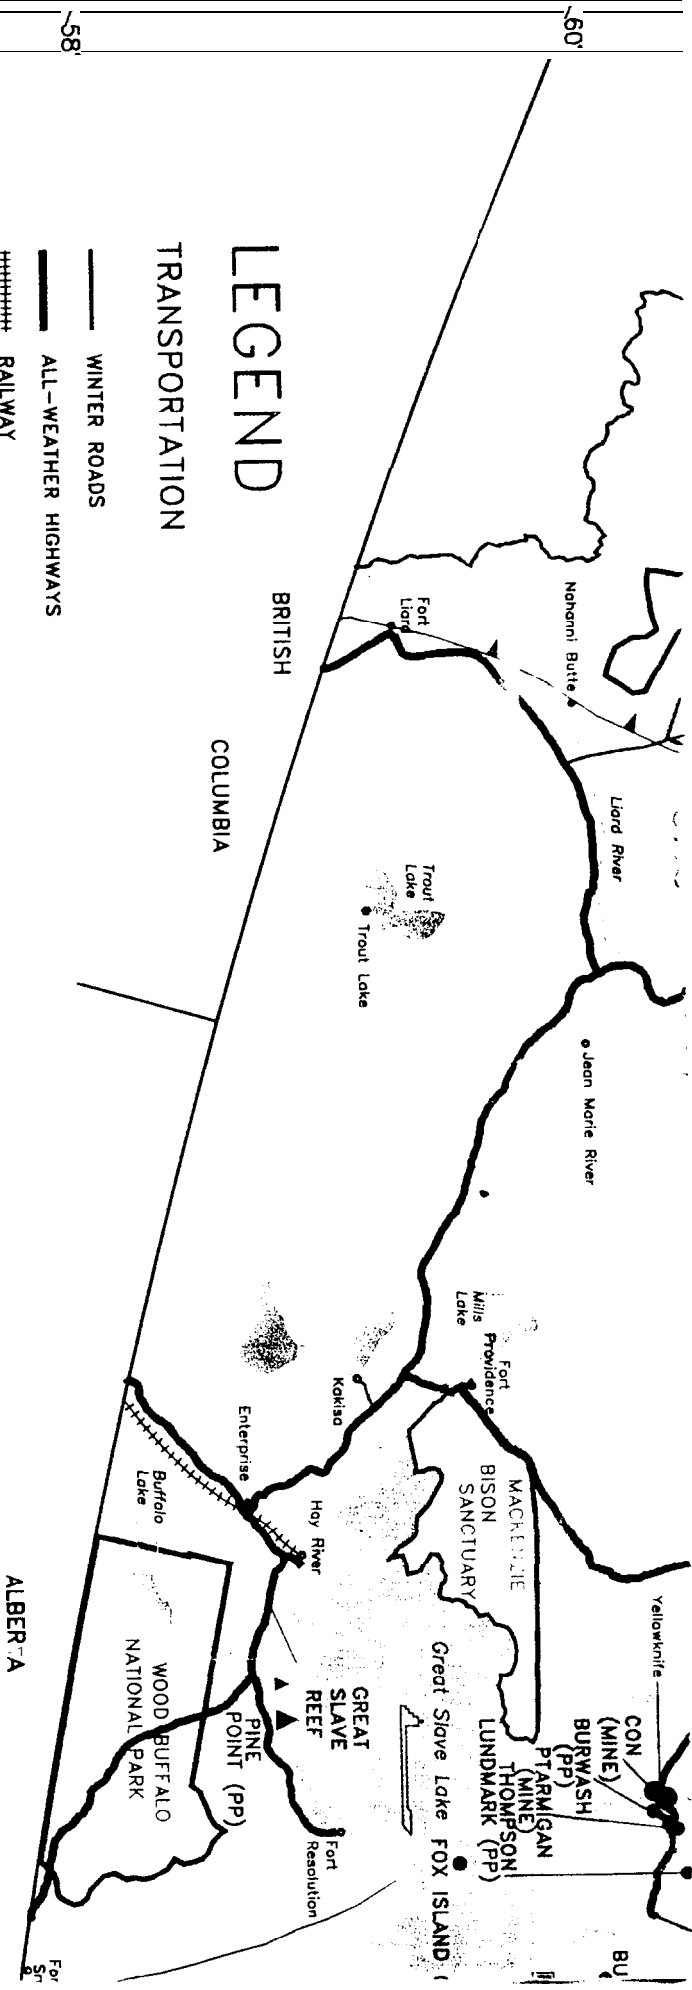 58'
60'
LEGEND
TRANSPORTATION
WINTER ROADS
ALL-WEATHER HIGHWAYS
RAILWAY
BRITISH
COLUMBIA
ALBERTA
Fort
Liard
Nahanni Butte
Liard River
Trout
Lake
Trout Lake
Jean Marie River
Mills
Lake
Fort
Providence
Kakisa
Enterprise
Hay River
Buffalo
Lake
MACKENZIE
BISON
SANCTUARY
Great Slave Lake
Yellowknife
CON
(MINE)
BURWASH
(PP)
PTARMIGAN
(MINE)
THOMPSON
LUNDMARK (PP)
FOX ISLAND (
GREAT
SLAVE
REEF
PINE
POINT (PP)
WOOD BUFFALO
NATIONAL PARK
Fort
Resolution
For
Sm
BU